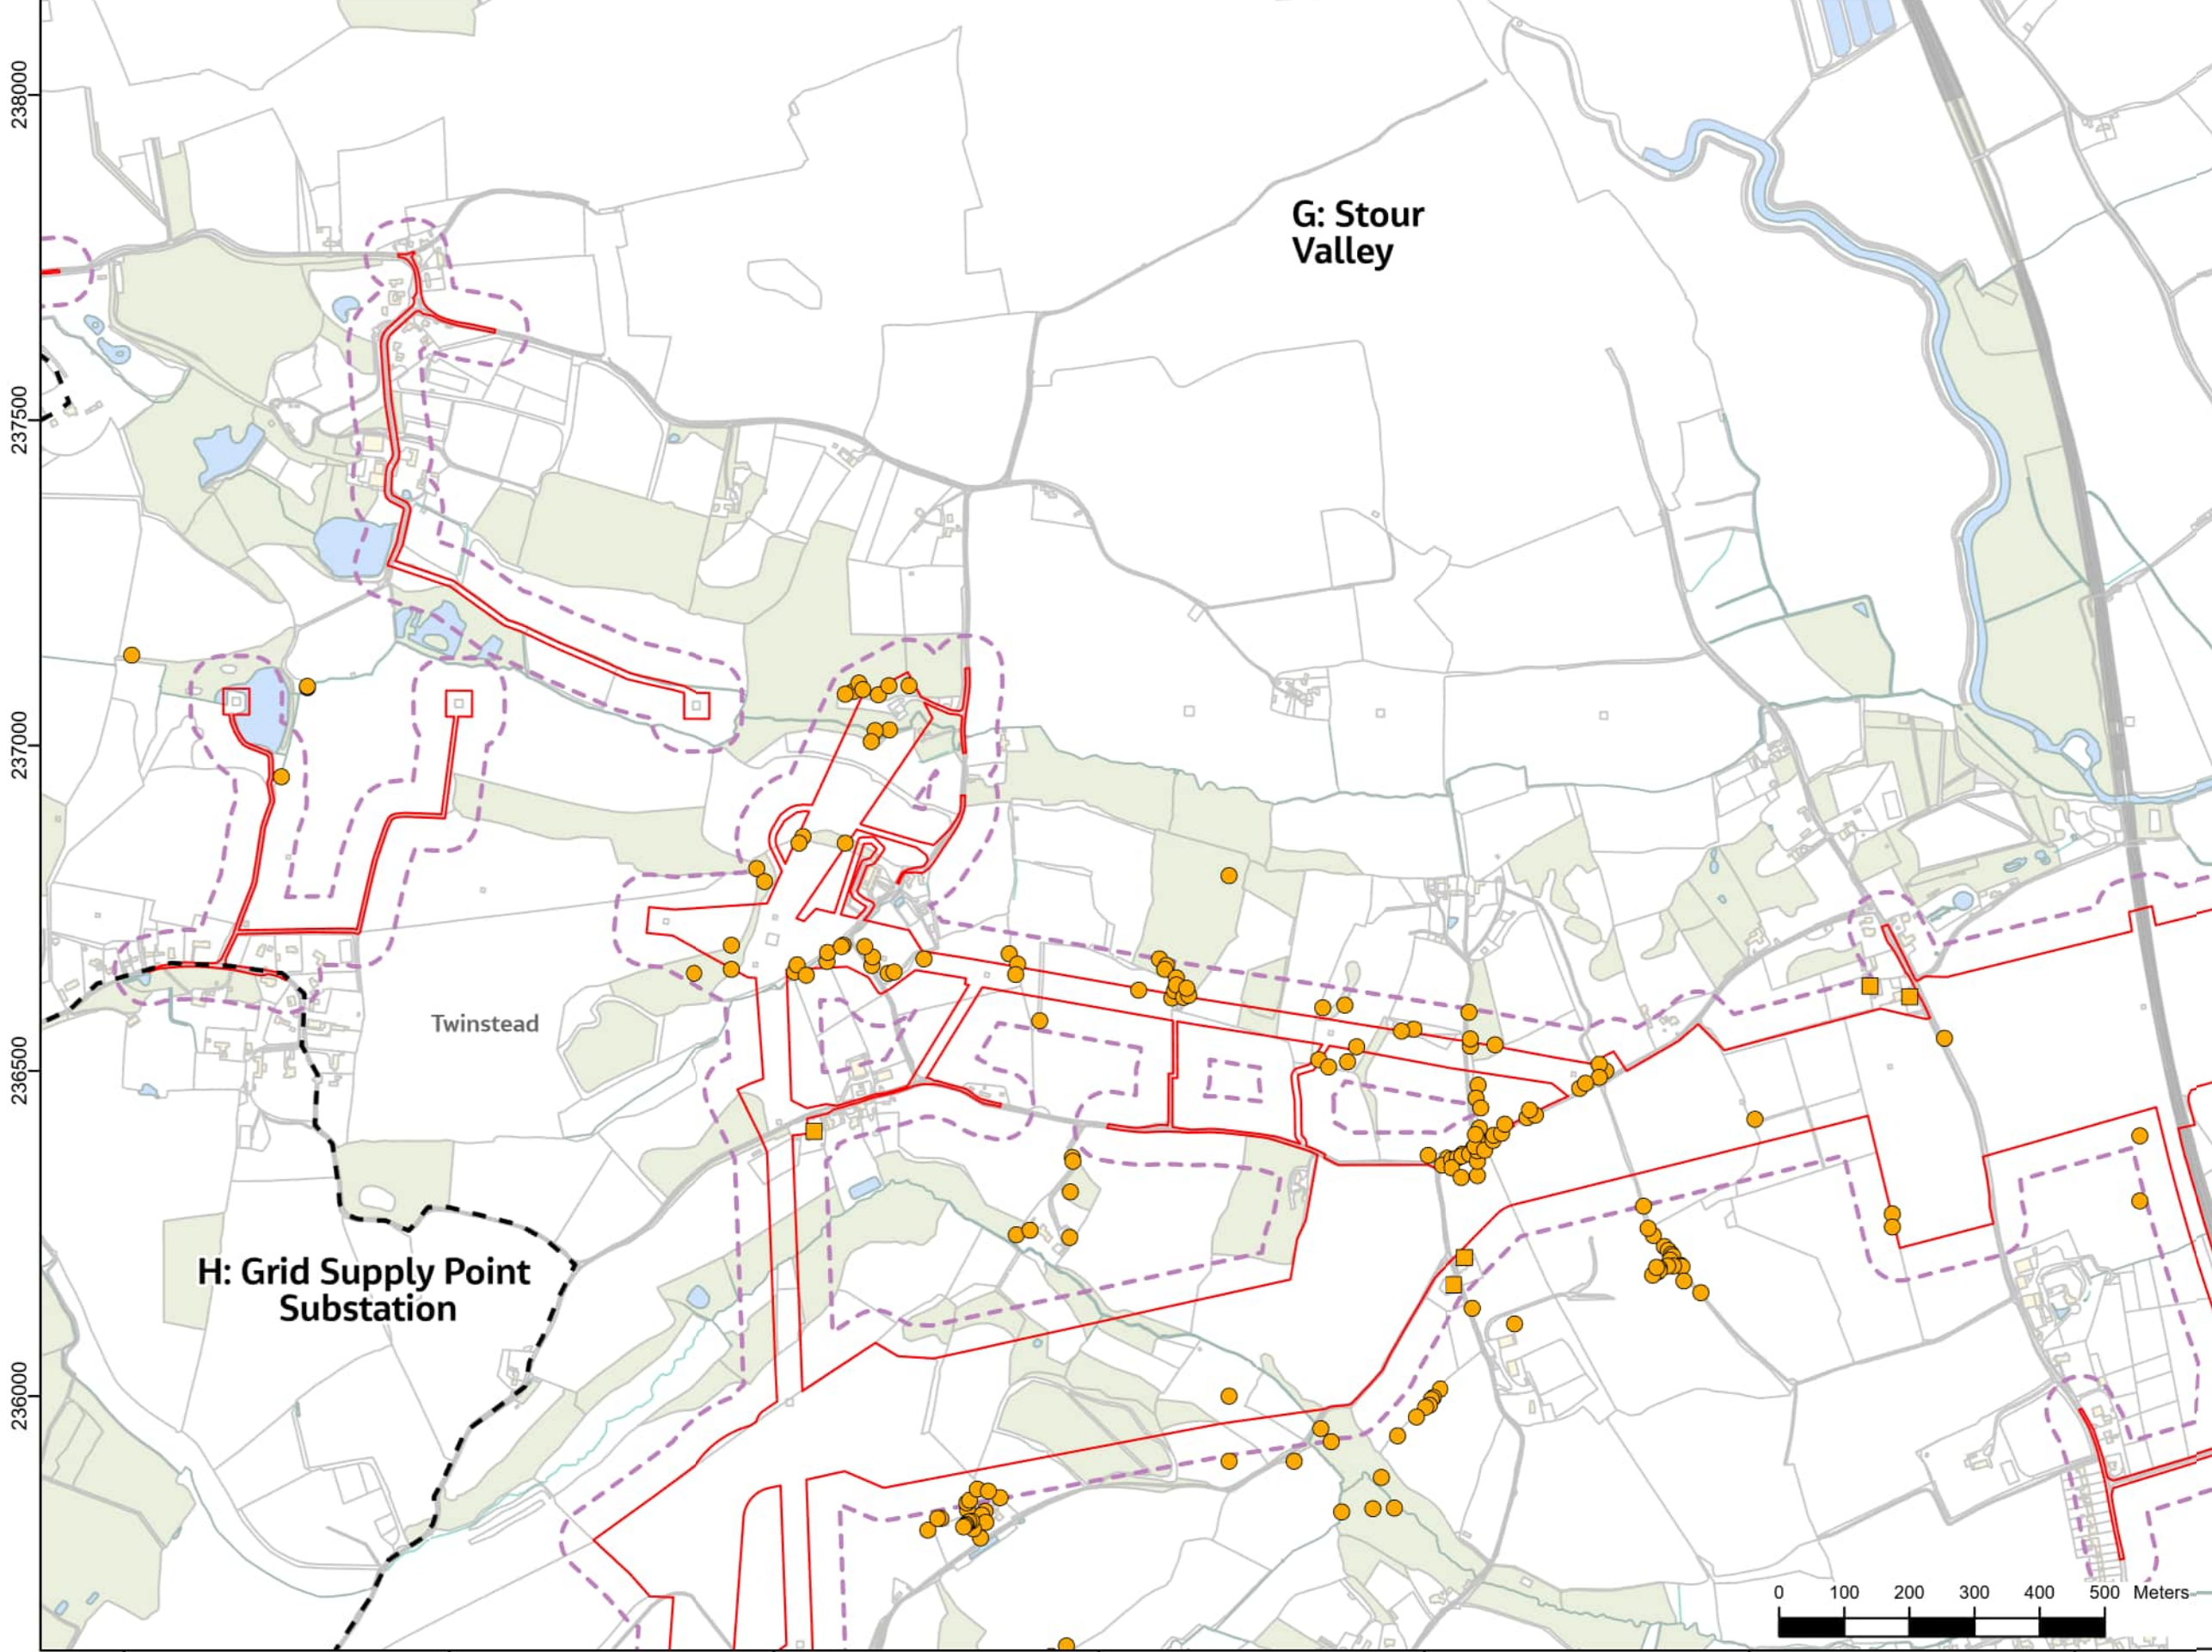 238000
G: Stour
Valley
237500
237000
236500
Twinstead
H: Grid Supply Point
Substation
236000
0 100 200 300 400 500 Meters